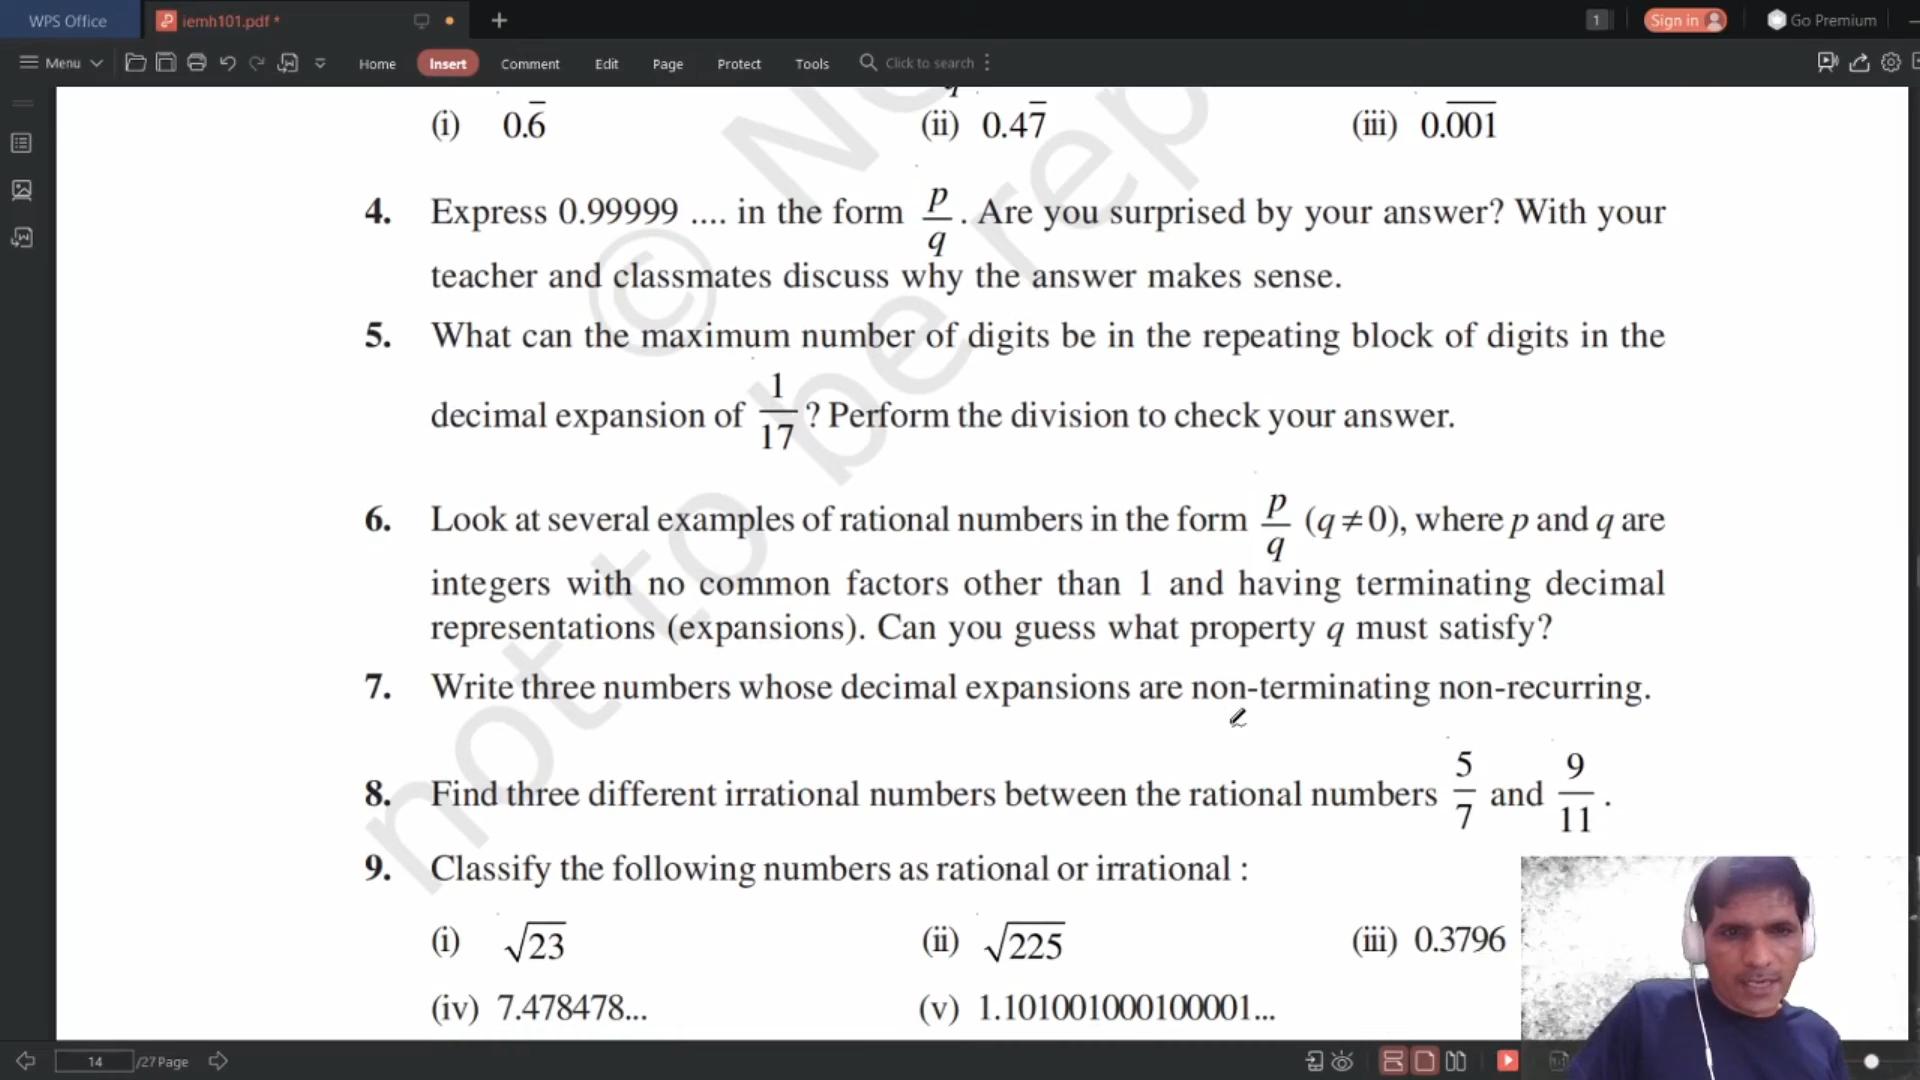 WPS Office
iemh101.pdf *
1
Sign in
Go Premium
Menu
Home
Insert
Comment
Edit
Page
Protect
Tools
Click to search
(i) 0.6̅ (ii) 0.47̅ (iii) 0.0̅0̅1̅
4. Express 0.99999 .... in the form p/q. Are you surprised by your answer? With your
teacher and classmates discuss why the answer makes sense.
5. What can the maximum number of digits be in the repeating block of digits in the
decimal expansion of 1/17? Perform the division to check your answer.
6. Look at several examples of rational numbers in the form p/q (q ≠ 0), where p and q are
integers with no common factors other than 1 and having terminating decimal
representations (expansions). Can you guess what property q must satisfy?
7. Write three numbers whose decimal expansions are non-terminating non-recurring.
8. Find three different irrational numbers between the rational numbers 5/7 and 9/11.
9. Classify the following numbers as rational or irrational :
(i) √23 (ii) √225 (iii) 0.3796
(iv) 7.478478... (v) 1.101001000100001...
© N
not to be rep
14 /27 Page